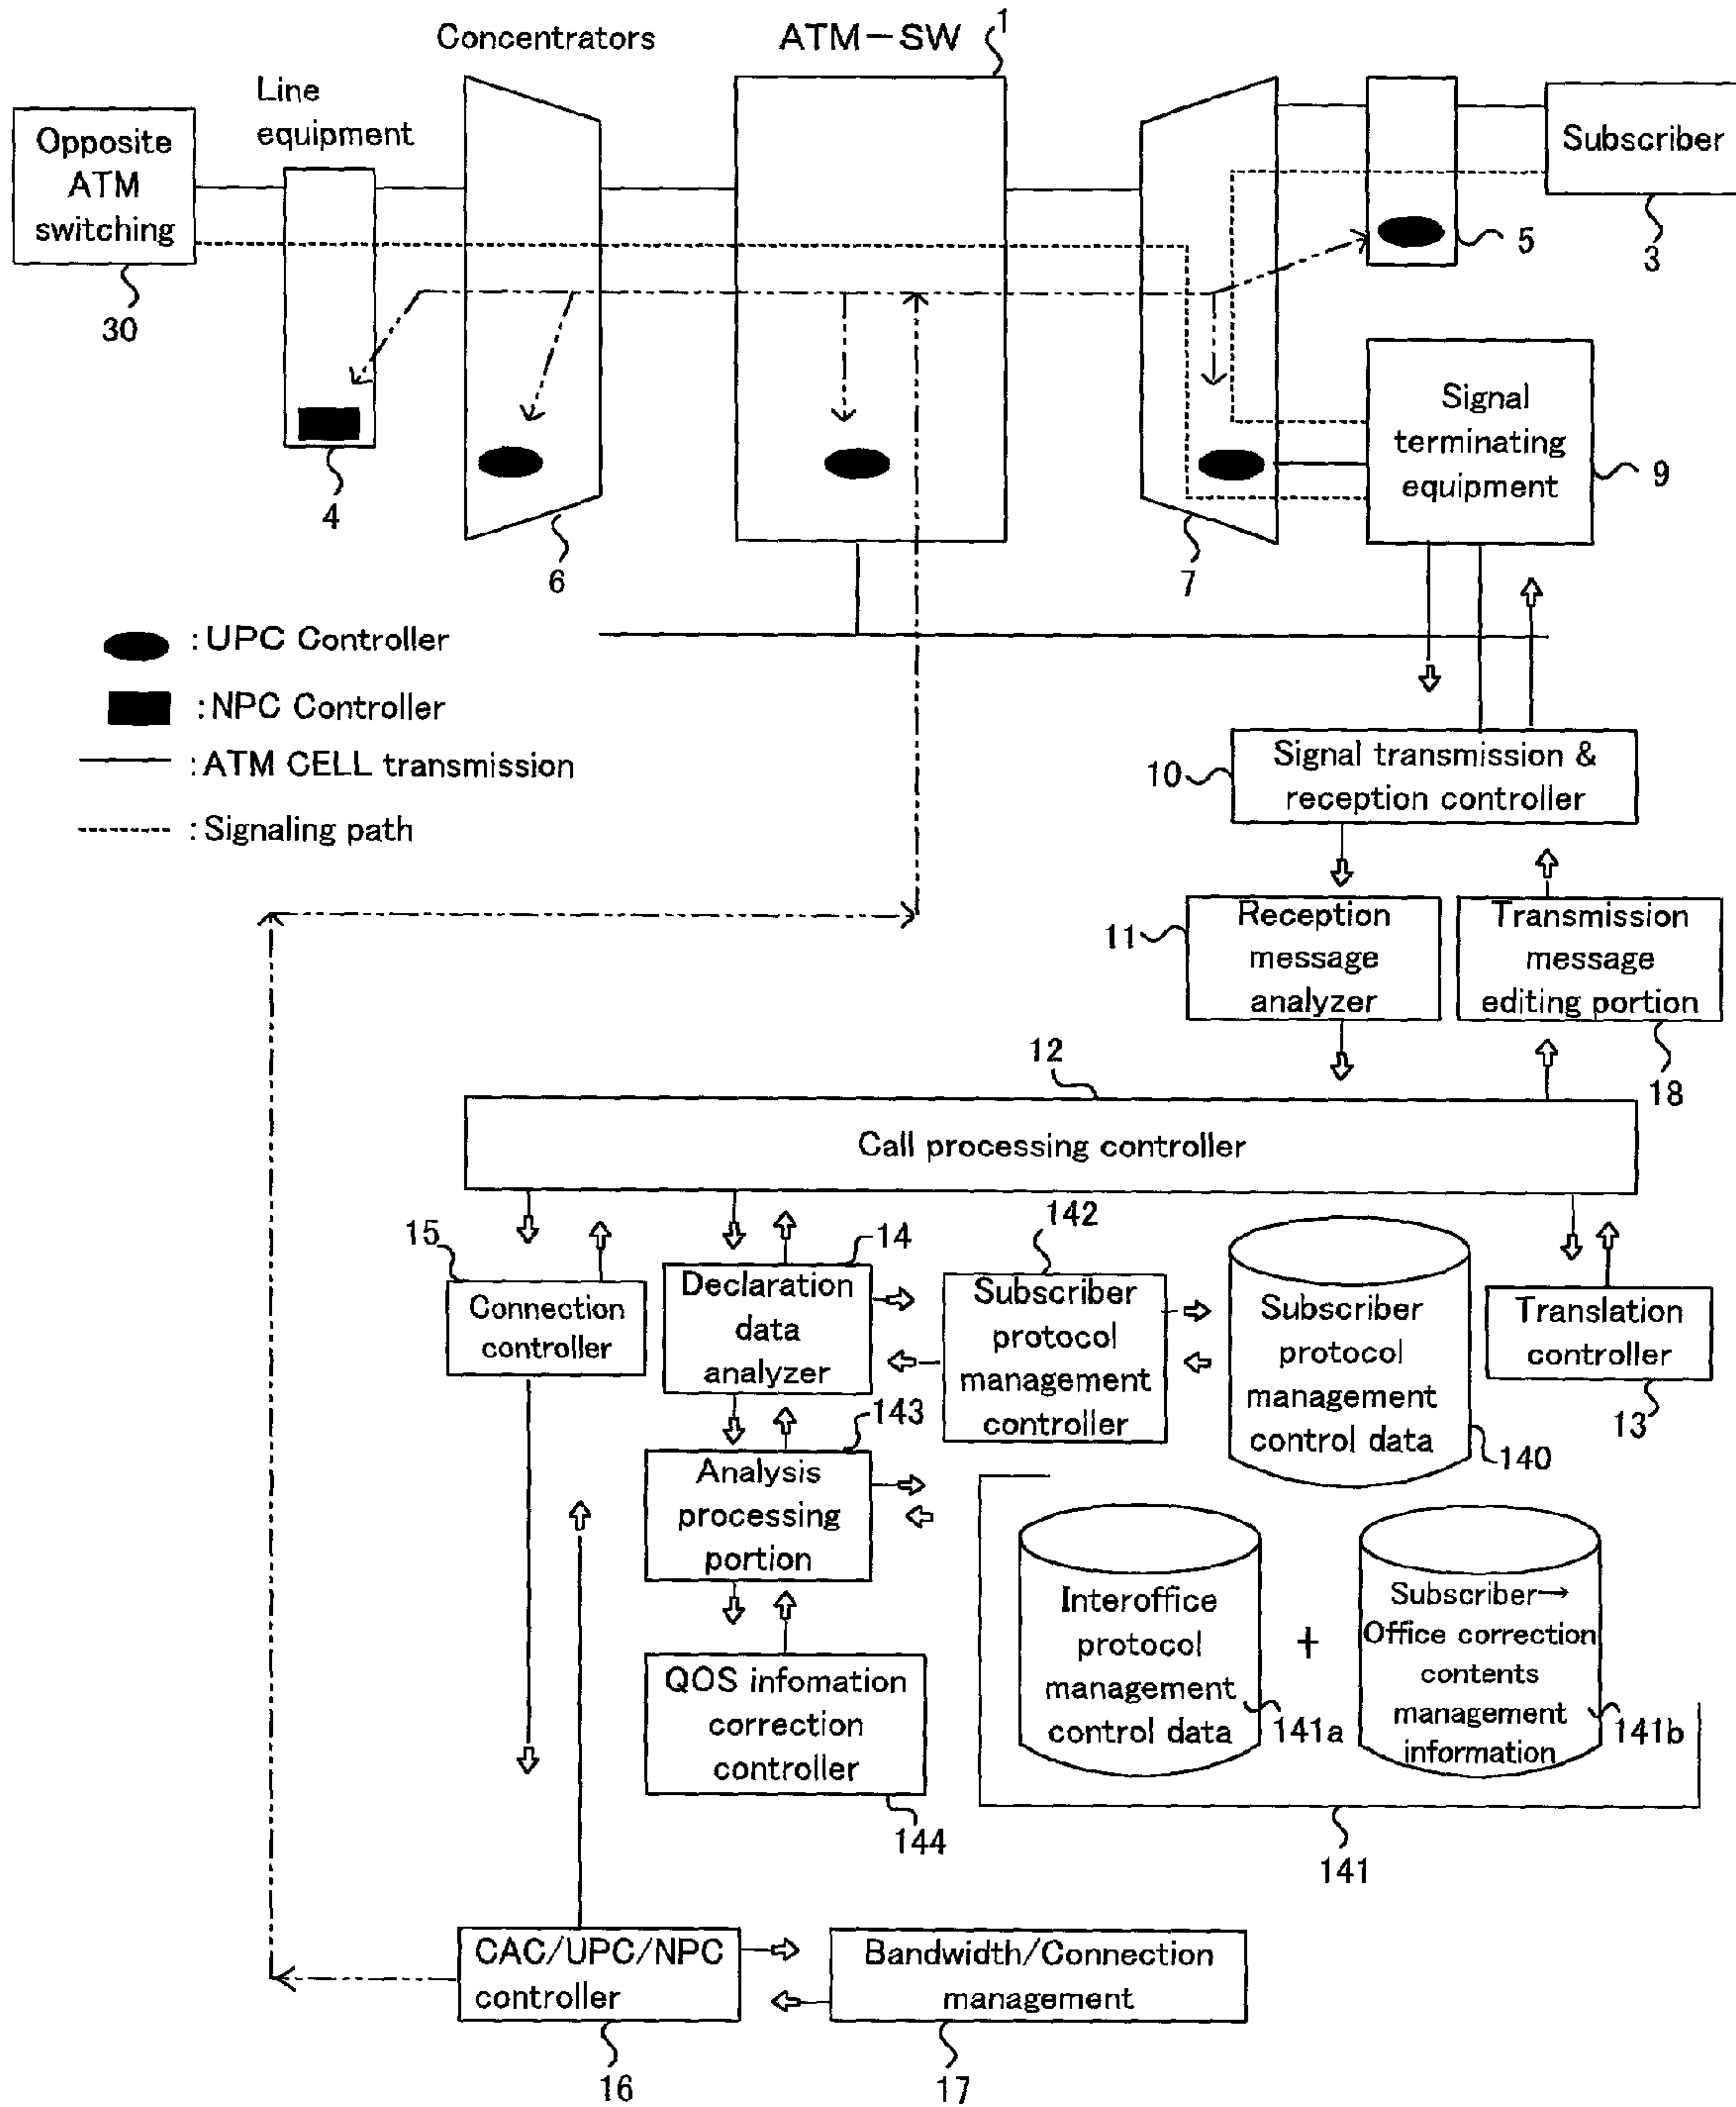 Concentrators
ATM-SW
1
Line
equipment
Opposite
ATM
switching
Subscriber
30
4
6
7
5
3
Signal
terminating
equipment
9
:UPC Controller
:NPC Controller
:ATM CELL transmission
:Signaling path
10
Signal transmission &
reception controller
11
Reception
message
analyzer
Transmission
message
editing portion
18
12
Call processing controller
15
Connection
controller
14
Declaration
data
analyzer
142
Subscriber
protocol
management
controller
Subscriber
protocol
management
control data
140
Translation
controller
13
143
Analysis
processing
portion
QOS infomation
correction
controller
144
Interoffice
protocol
management
control data
141a
+
Subscriber→
Office correction
contents
management
information
141b
141
CAC/UPC/NPC
controller
16
Bandwidth/Connection
management
17